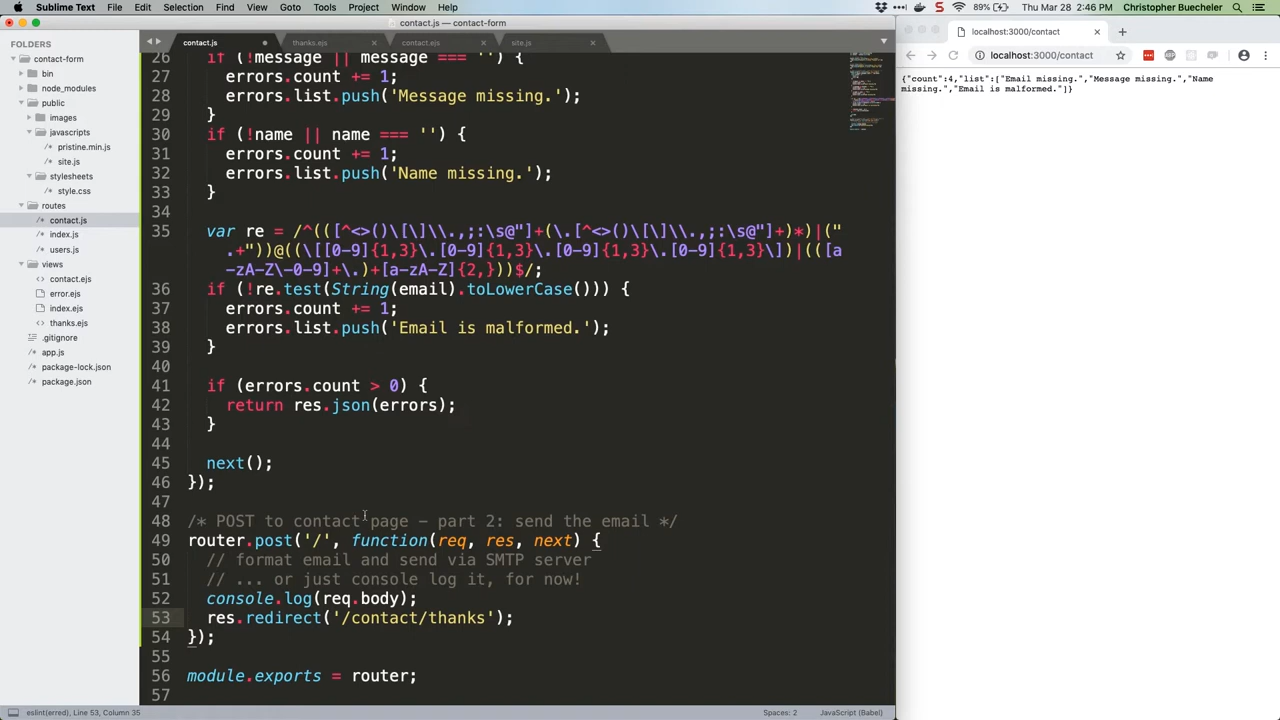 Sublime Text File Edit Selection Find View Goto Tools Project Window Help 89% Thu Mar 28 2:46 PM Christopher Buecheler
contact.js — contact-form
contact.js thanks.ejs contact.ejs site.js
FOLDERS
contact-form
bin
node_modules
public
images
javascripts
pristine.min.js
site.js
stylesheets
style.css
routes
contact.js
index.js
users.js
views
contact.ejs
error.ejs
index.ejs
thanks.ejs
.gitignore
app.js
package-lock.json
package.json
26 if (!message || message === '') {
27 errors.count += 1;
28 errors.list.push('Message missing.');
29 }
30 if (!name || name === '') {
31 errors.count += 1;
32 errors.list.push('Name missing.');
33 }
34
35 var re = /^(([^<>()\[\]\\.,;:\s@"]+(\.[^<>()\[\]\\.,;:\s@"]+)*)|("
.+"))@((\[[0-9]{1,3}\.[0-9]{1,3}\.[0-9]{1,3}\.[0-9]{1,3}\])|(([a
-zA-Z\-0-9]+\.)+[a-zA-Z]{2,}))$/;
36 if (!re.test(String(email).toLowerCase())) {
37 errors.count += 1;
38 errors.list.push('Email is malformed.');
39 }
40
41 if (errors.count > 0) {
42 return res.json(errors);
43 }
44
45 next();
46 });
47
48 /* POST to contact page - part 2: send the email */
49 router.post('/', function(req, res, next) {
50 // format email and send via SMTP server
51 // ... or just console log it, for now!
52 console.log(req.body);
53 res.redirect('/contact/thanks');
54 });
55
56 module.exports = router;
57
eslint(erred), Line 53, Column 35 Spaces: 2 JavaScript (Babel)
localhost:3000/contact
localhost:3000/contact
{"count":4,"list":["Email missing.","Message missing.","Name
missing.","Email is malformed."]}